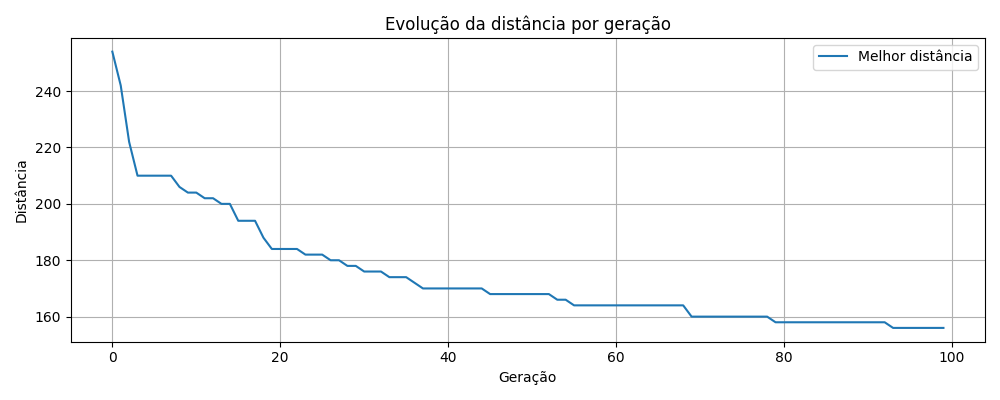 Evolução da distância por geração
Melhor distância
Distância
240
220
200
180
160
0 20 40 60 80 100
Geração